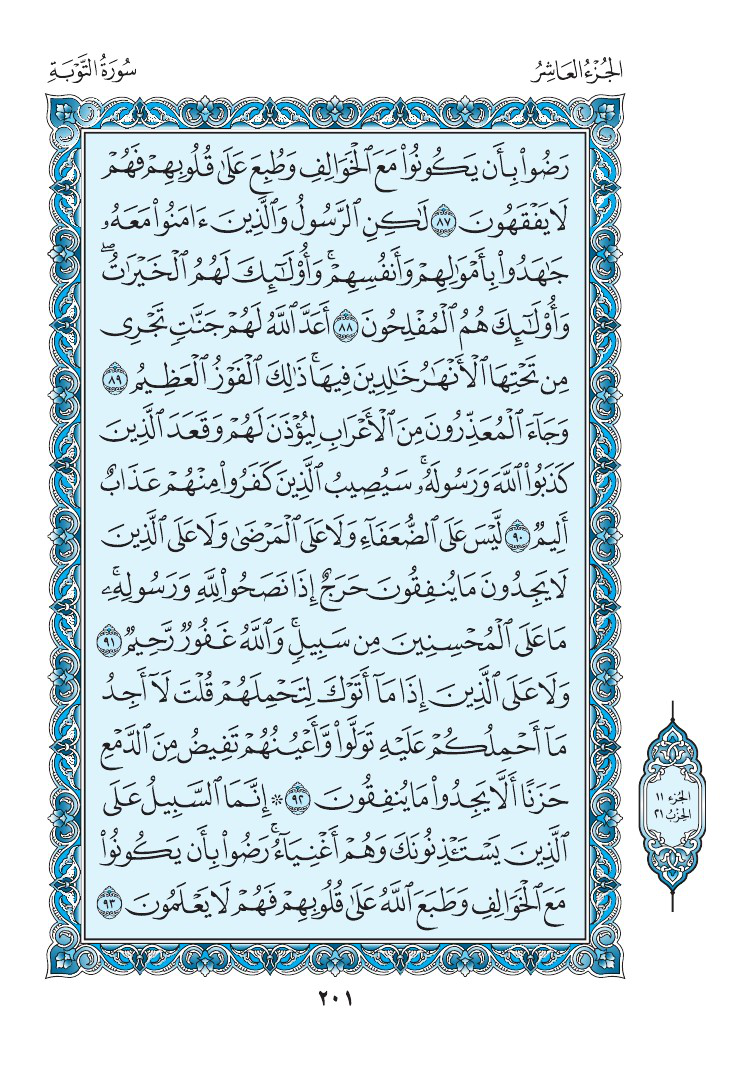 الجُزْءُ العَاشِرُ
سُورَةُ التَّوْبَةِ
رَضُوا۟ بِأَن يَكُونُوا۟ مَعَ ٱلْخَوَالِفِ وَطُبِعَ عَلَىٰ قُلُوبِهِمْ فَهُمْ
لَا يَفْقَهُونَ ٨٧ لَٰكِنِ ٱلرَّسُولُ وَٱلَّذِينَ ءَامَنُوا۟ مَعَهُۥ
جَٰهَدُوا۟ بِأَمْوَٰلِهِمْ وَأَنفُسِهِمْ ۚ وَأُو۟لَٰٓئِكَ لَهُمُ ٱلْخَيْرَٰتُ ۖ
وَأُو۟لَٰٓئِكَ هُمُ ٱلْمُفْلِحُونَ ٨٨ أَعَدَّ ٱللَّهُ لَهُمْ جَنَّٰتٍ تَجْرِى
مِن تَحْتِهَا ٱلْأَنْهَٰرُ خَٰلِدِينَ فِيهَا ۚ ذَٰلِكَ ٱلْفَوْزُ ٱلْعَظِيمُ ٨٩
وَجَآءَ ٱلْمُعَذِّرُونَ مِنَ ٱلْأَعْرَابِ لِيُؤْذَنَ لَهُمْ وَقَعَدَ ٱلَّذِينَ
كَذَبُوا۟ ٱللَّهَ وَرَسُولَهُۥ ۚ سَيُصِيبُ ٱلَّذِينَ كَفَرُوا۟ مِنْهُمْ عَذَابٌ
أَلِيمٌ ٩٠ لَّيْسَ عَلَى ٱلضُّعَفَآءِ وَلَا عَلَى ٱلْمَرْضَىٰ وَلَا عَلَى ٱلَّذِينَ
لَا يَجِدُونَ مَا يُنفِقُونَ حَرَجٌ إِذَا نَصَحُوا۟ لِلَّهِ وَرَسُولِهِۦ ۚ
مَا عَلَى ٱلْمُحْسِنِينَ مِن سَبِيلٍ ۚ وَٱللَّهُ غَفُورٌ رَّحِيمٌ ٩١
وَلَا عَلَى ٱلَّذِينَ إِذَا مَآ أَتَوْكَ لِتَحْمِلَهُمْ قُلْتَ لَآ أَجِدُ
مَآ أَحْمِلُكُمْ عَلَيْهِ تَوَلَّوا۟ وَّأَعْيُنُهُمْ تَفِيضُ مِنَ ٱلدَّمْعِ
حَزَنًا أَلَّا يَجِدُوا۟ مَا يُنفِقُونَ ٩٢ ۞ إِنَّمَا ٱلسَّبِيلُ عَلَى
ٱلَّذِينَ يَسْتَـْٔذِنُونَكَ وَهُمْ أَغْنِيَآءُ ۚ رَضُوا۟ بِأَن يَكُونُوا۟
مَعَ ٱلْخَوَالِفِ وَطَبَعَ ٱللَّهُ عَلَىٰ قُلُوبِهِمْ فَهُمْ لَا يَعْلَمُونَ ٩٣
الجُزء ١١
الحِزْبُ ٢١
٢٠١